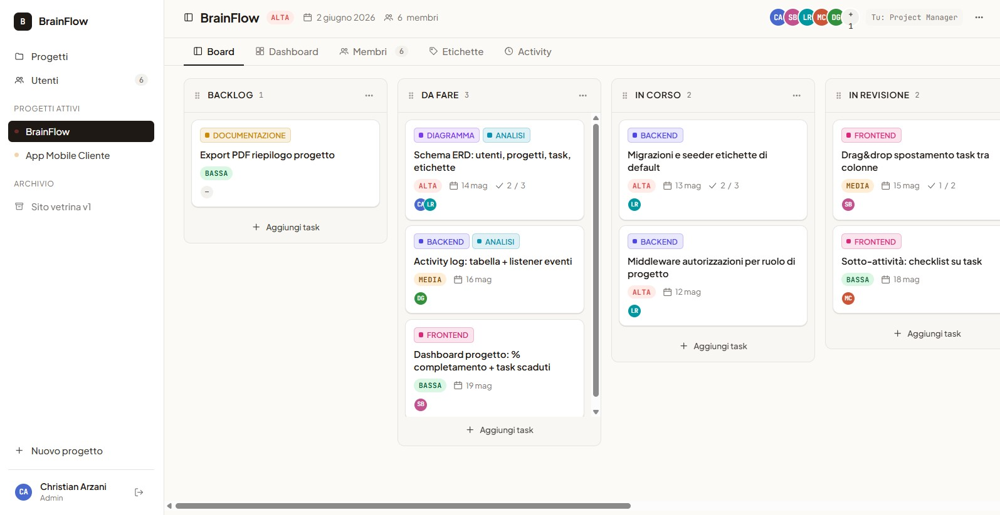 B BrainFlow
Progetti
Utenti 6
PROGETTI ATTIVI
BrainFlow
App Mobile Cliente
ARCHIVIO
Sito vetrina v1
Nuovo progetto
CA Christian Arzani
Admin
BrainFlow ALTA 2 giugno 2026 6 membri
CA SB LR MC DG +1 Tu: Project Manager
Board Dashboard Membri 6 Etichette Activity
BACKLOG 1
DOCUMENTAZIONE
Export PDF riepilogo progetto
BASSA
–
Aggiungi task
DA FARE 3
DIAGRAMMA ANALISI
Schema ERD: utenti, progetti, task,
etichette
ALTA 14 mag 2 / 3
CA LR
BACKEND ANALISI
Activity log: tabella + listener eventi
MEDIA 16 mag
DG
FRONTEND
Dashboard progetto: %
completamento + task scaduti
BASSA 19 mag
SB
Aggiungi task
IN CORSO 2
BACKEND
Migrazioni e seeder etichette di
default
ALTA 13 mag 2 / 3
LR
BACKEND
Middleware autorizzazioni per ruolo di
progetto
ALTA 12 mag
LR
Aggiungi task
IN REVISIONE 2
FRONTEND
Drag&drop spostamento task tra
colonne
MEDIA 15 mag 1 / 2
SB
FRONTEND
Sotto-attività: checklist su task
BASSA 18 mag
MC
Aggiungi task